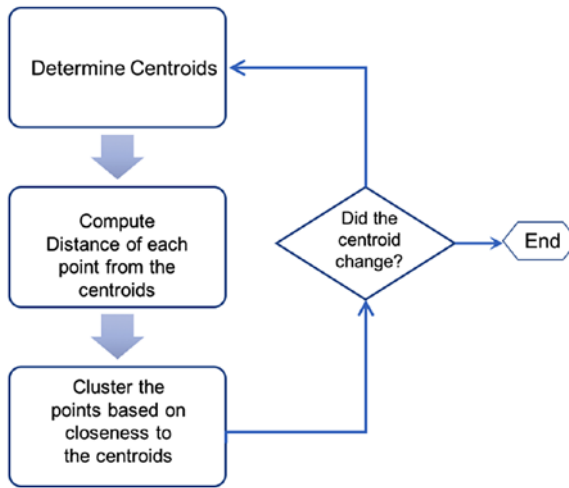 Determine Centroids
Compute
Distance of each
point from the
centroids
Cluster the
points based on
closeness to
the centroids
Did the
centroid
change?
End